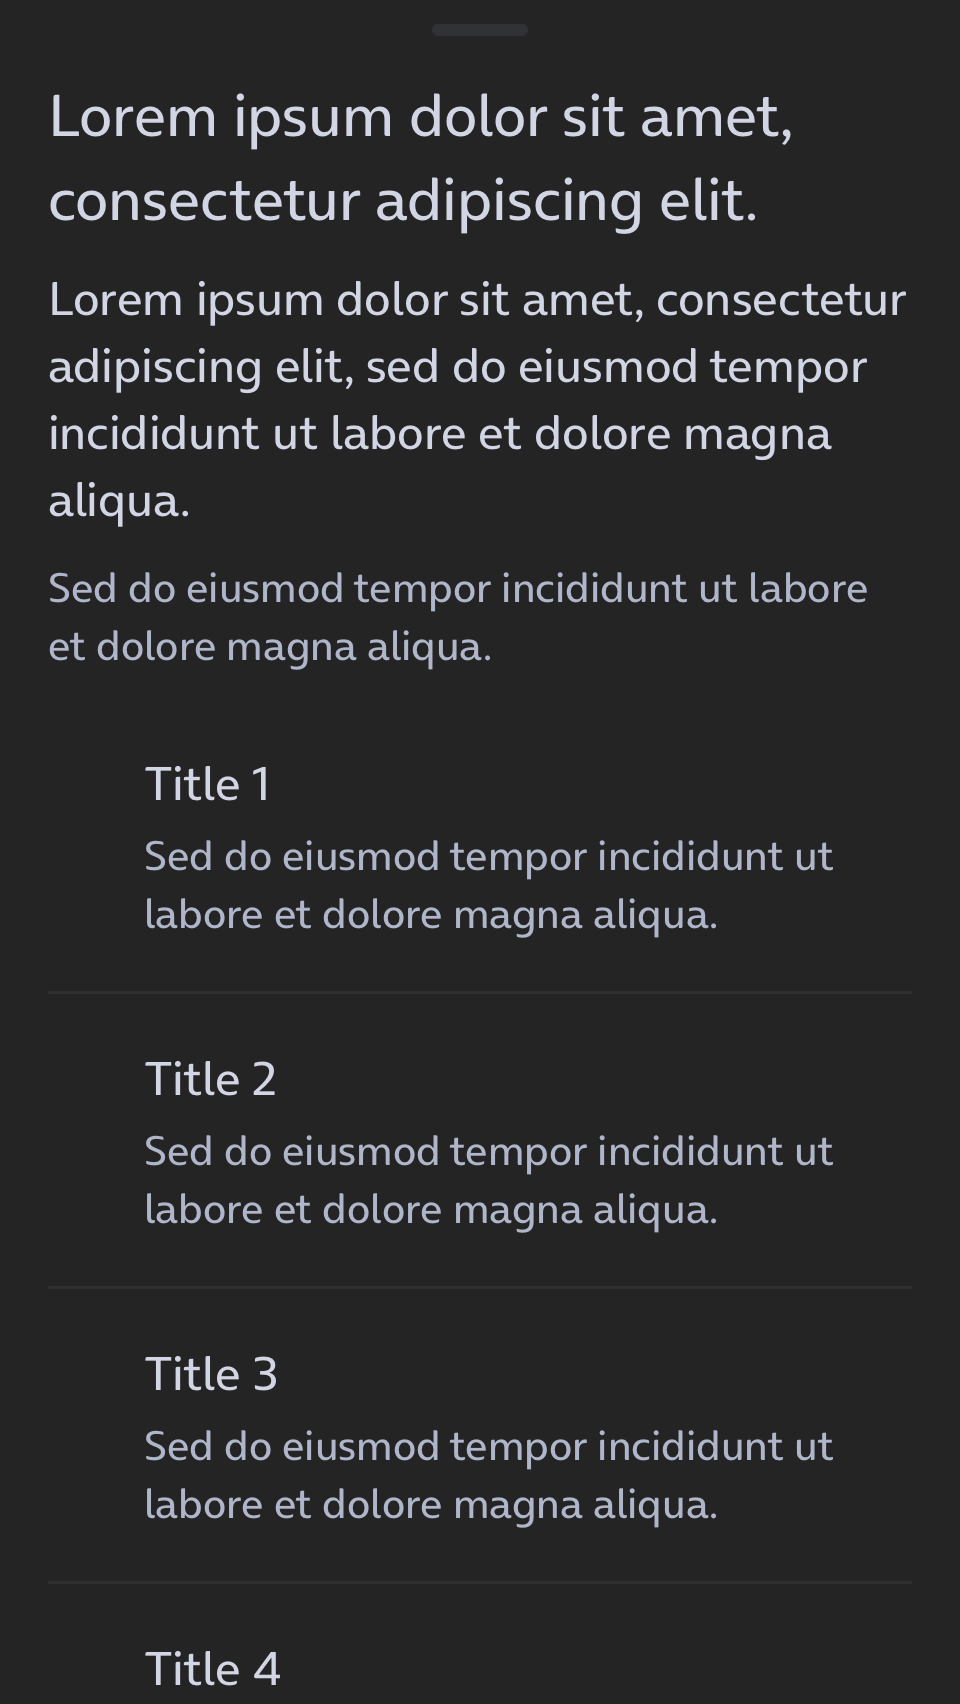 Lorem ipsum dolor sit amet,
consectetur adipiscing elit.
Lorem ipsum dolor sit amet, consectetur
adipiscing elit, sed do eiusmod tempor
incididunt ut labore et dolore magna
aliqua.
Sed do eiusmod tempor incididunt ut labore
et dolore magna aliqua.
Title 1
Sed do eiusmod tempor incididunt ut
labore et dolore magna aliqua.
Title 2
Sed do eiusmod tempor incididunt ut
labore et dolore magna aliqua.
Title 3
Sed do eiusmod tempor incididunt ut
labore et dolore magna aliqua.
Title 4